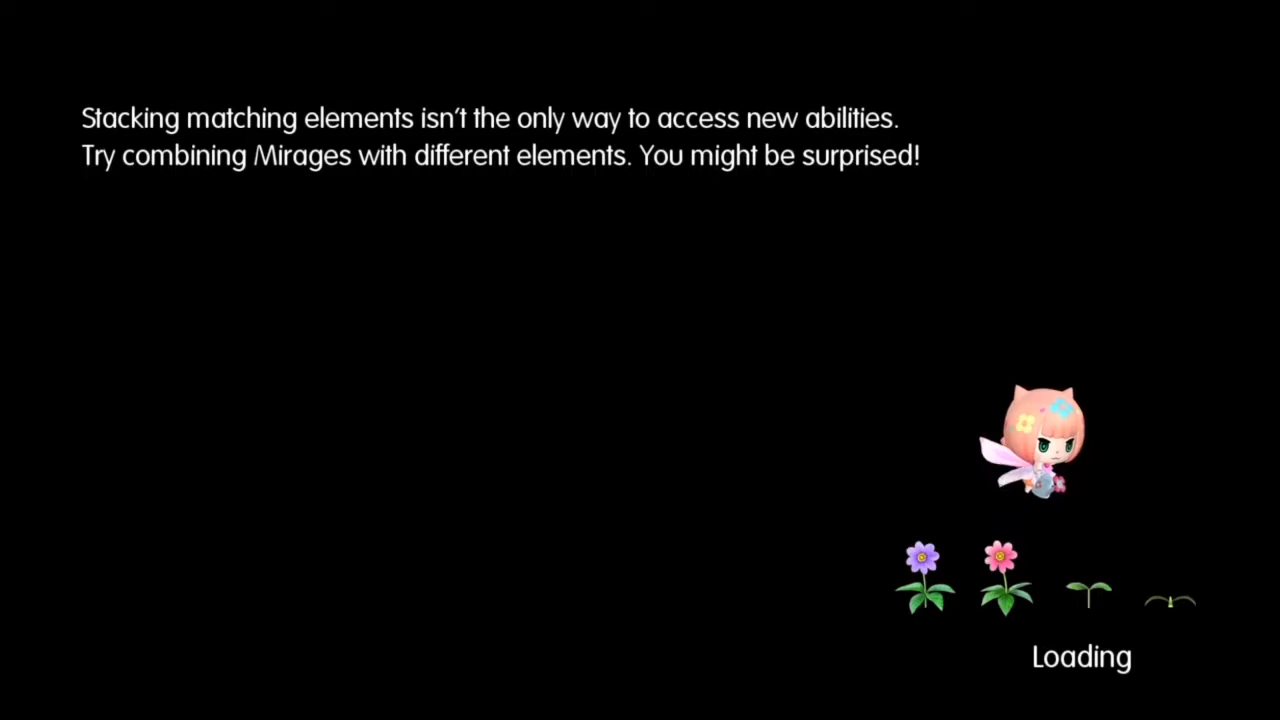 Stacking matching elements isn't the only way to access new abilities.
Try combining Mirages with different elements. You might be surprised!
Loading